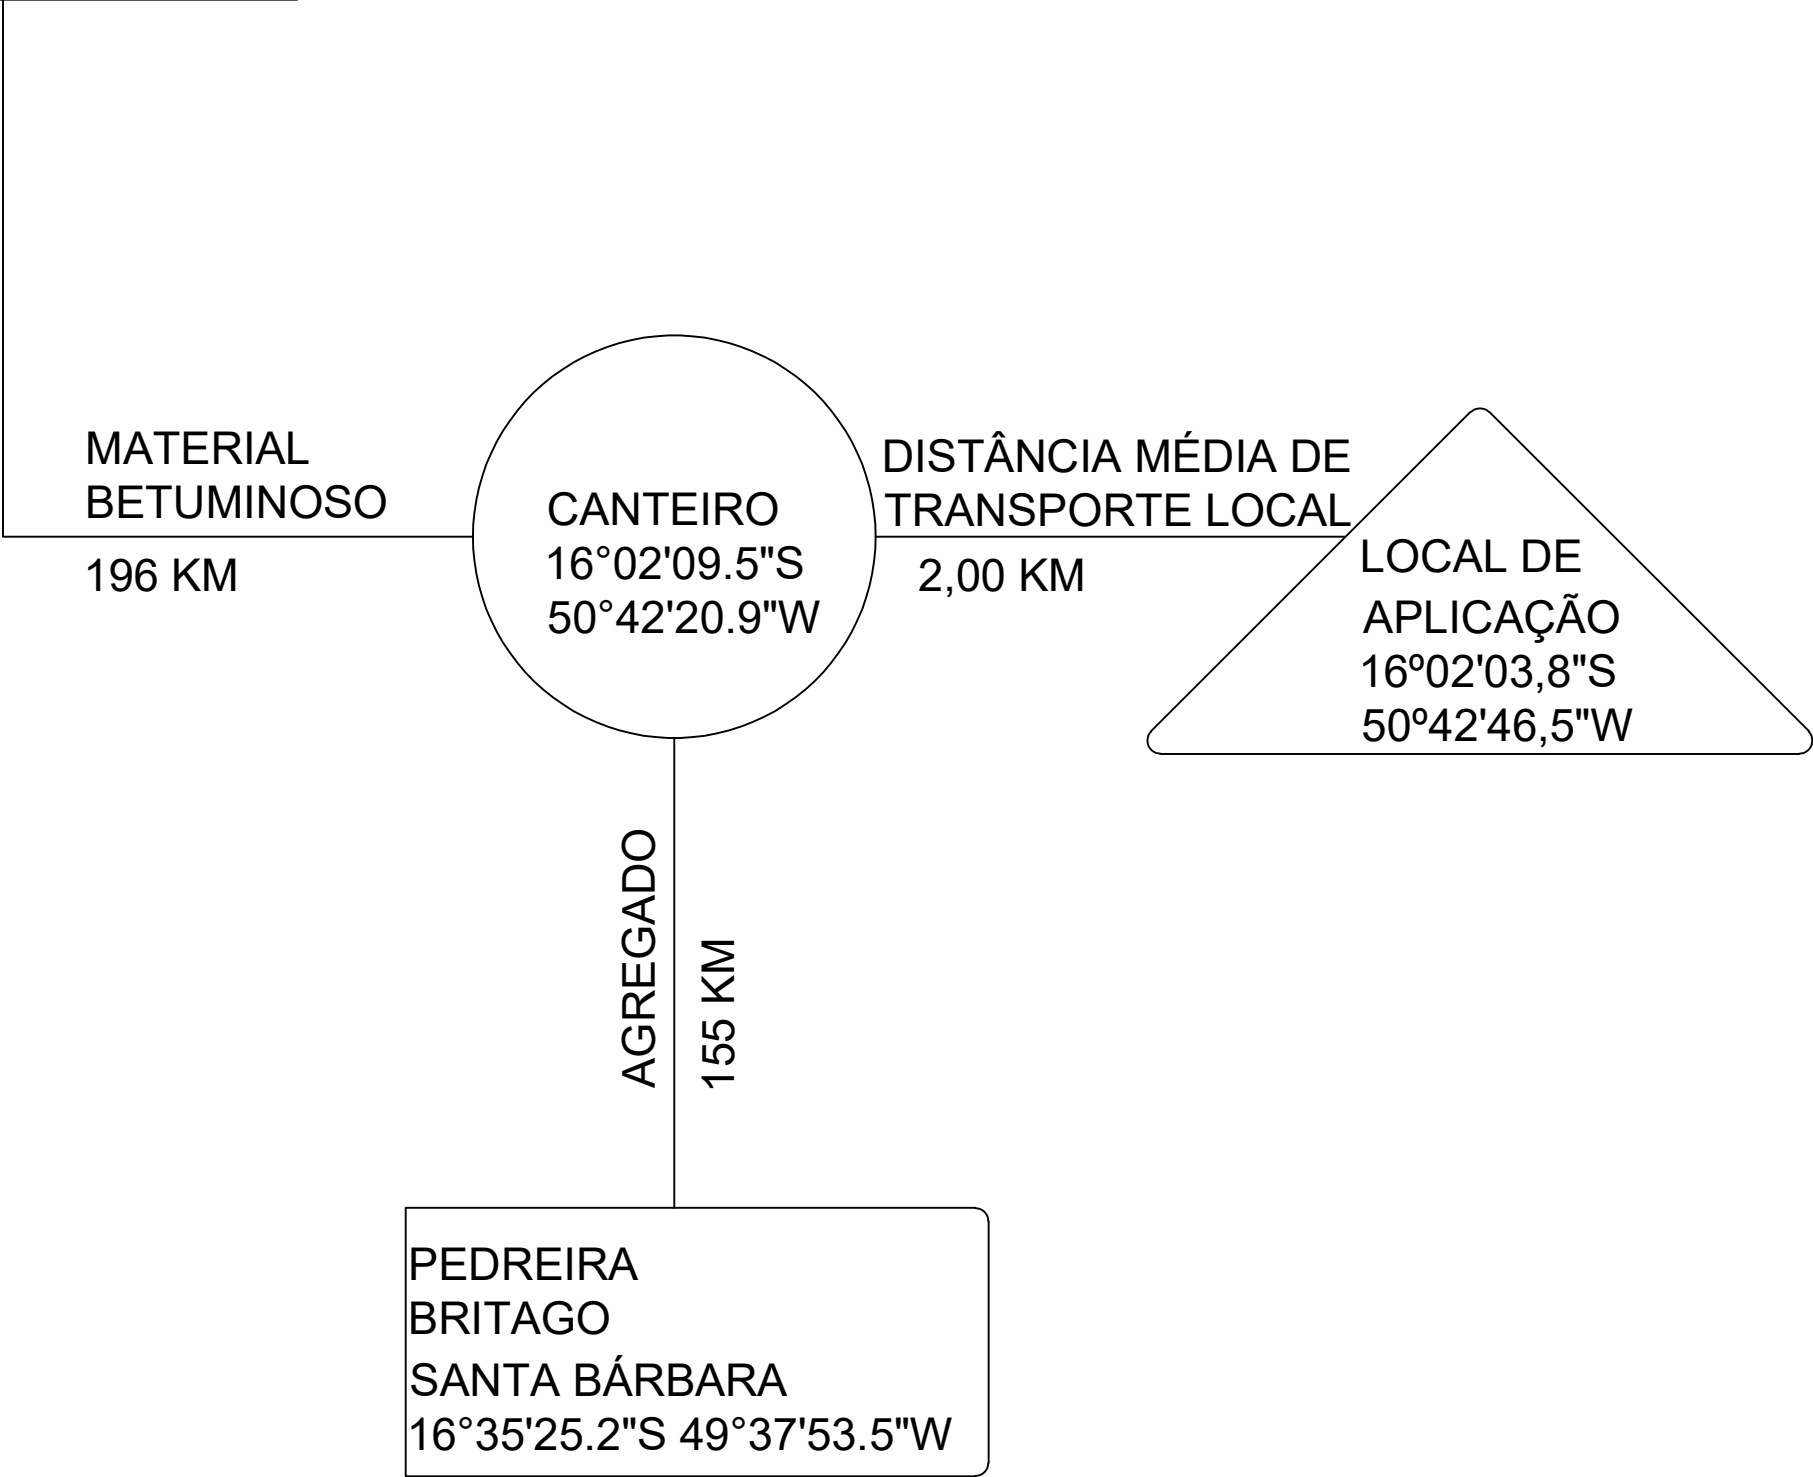 MATERIAL
BETUMINOSO
196 KM
CANTEIRO
16°02'09.5"S
50°42'20.9"W
DISTÂNCIA MÉDIA DE
TRANSPORTE LOCAL
2,00 KM
LOCAL DE
APLICAÇÃO
16º02'03,8"S
50º42'46,5"W
AGREGADO
155 KM
PEDREIRA
BRITAGO
SANTA BÁRBARA
16°35'25.2"S 49°37'53.5"W